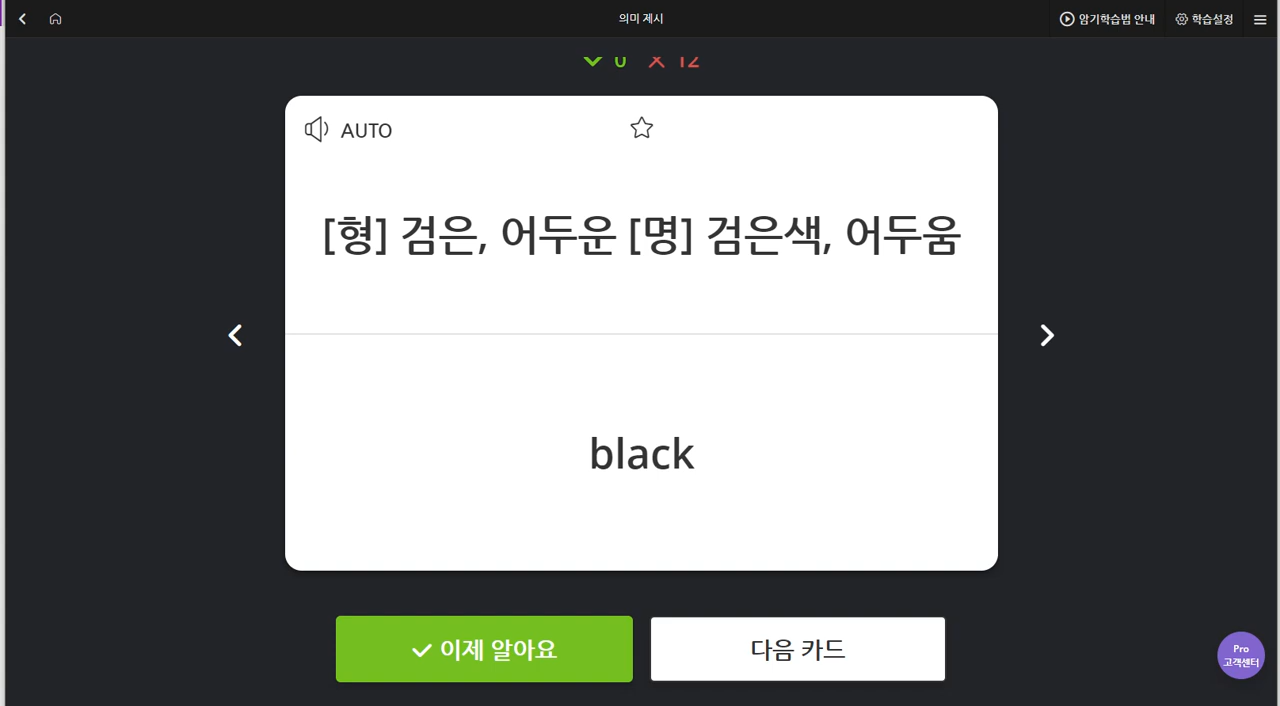 의미 제시
암기학습법 안내
학습설정
AUTO
[형] 검은, 어두운 [명] 검은색, 어두움
black
이제 알아요
다음 카드
Pro
고객센터